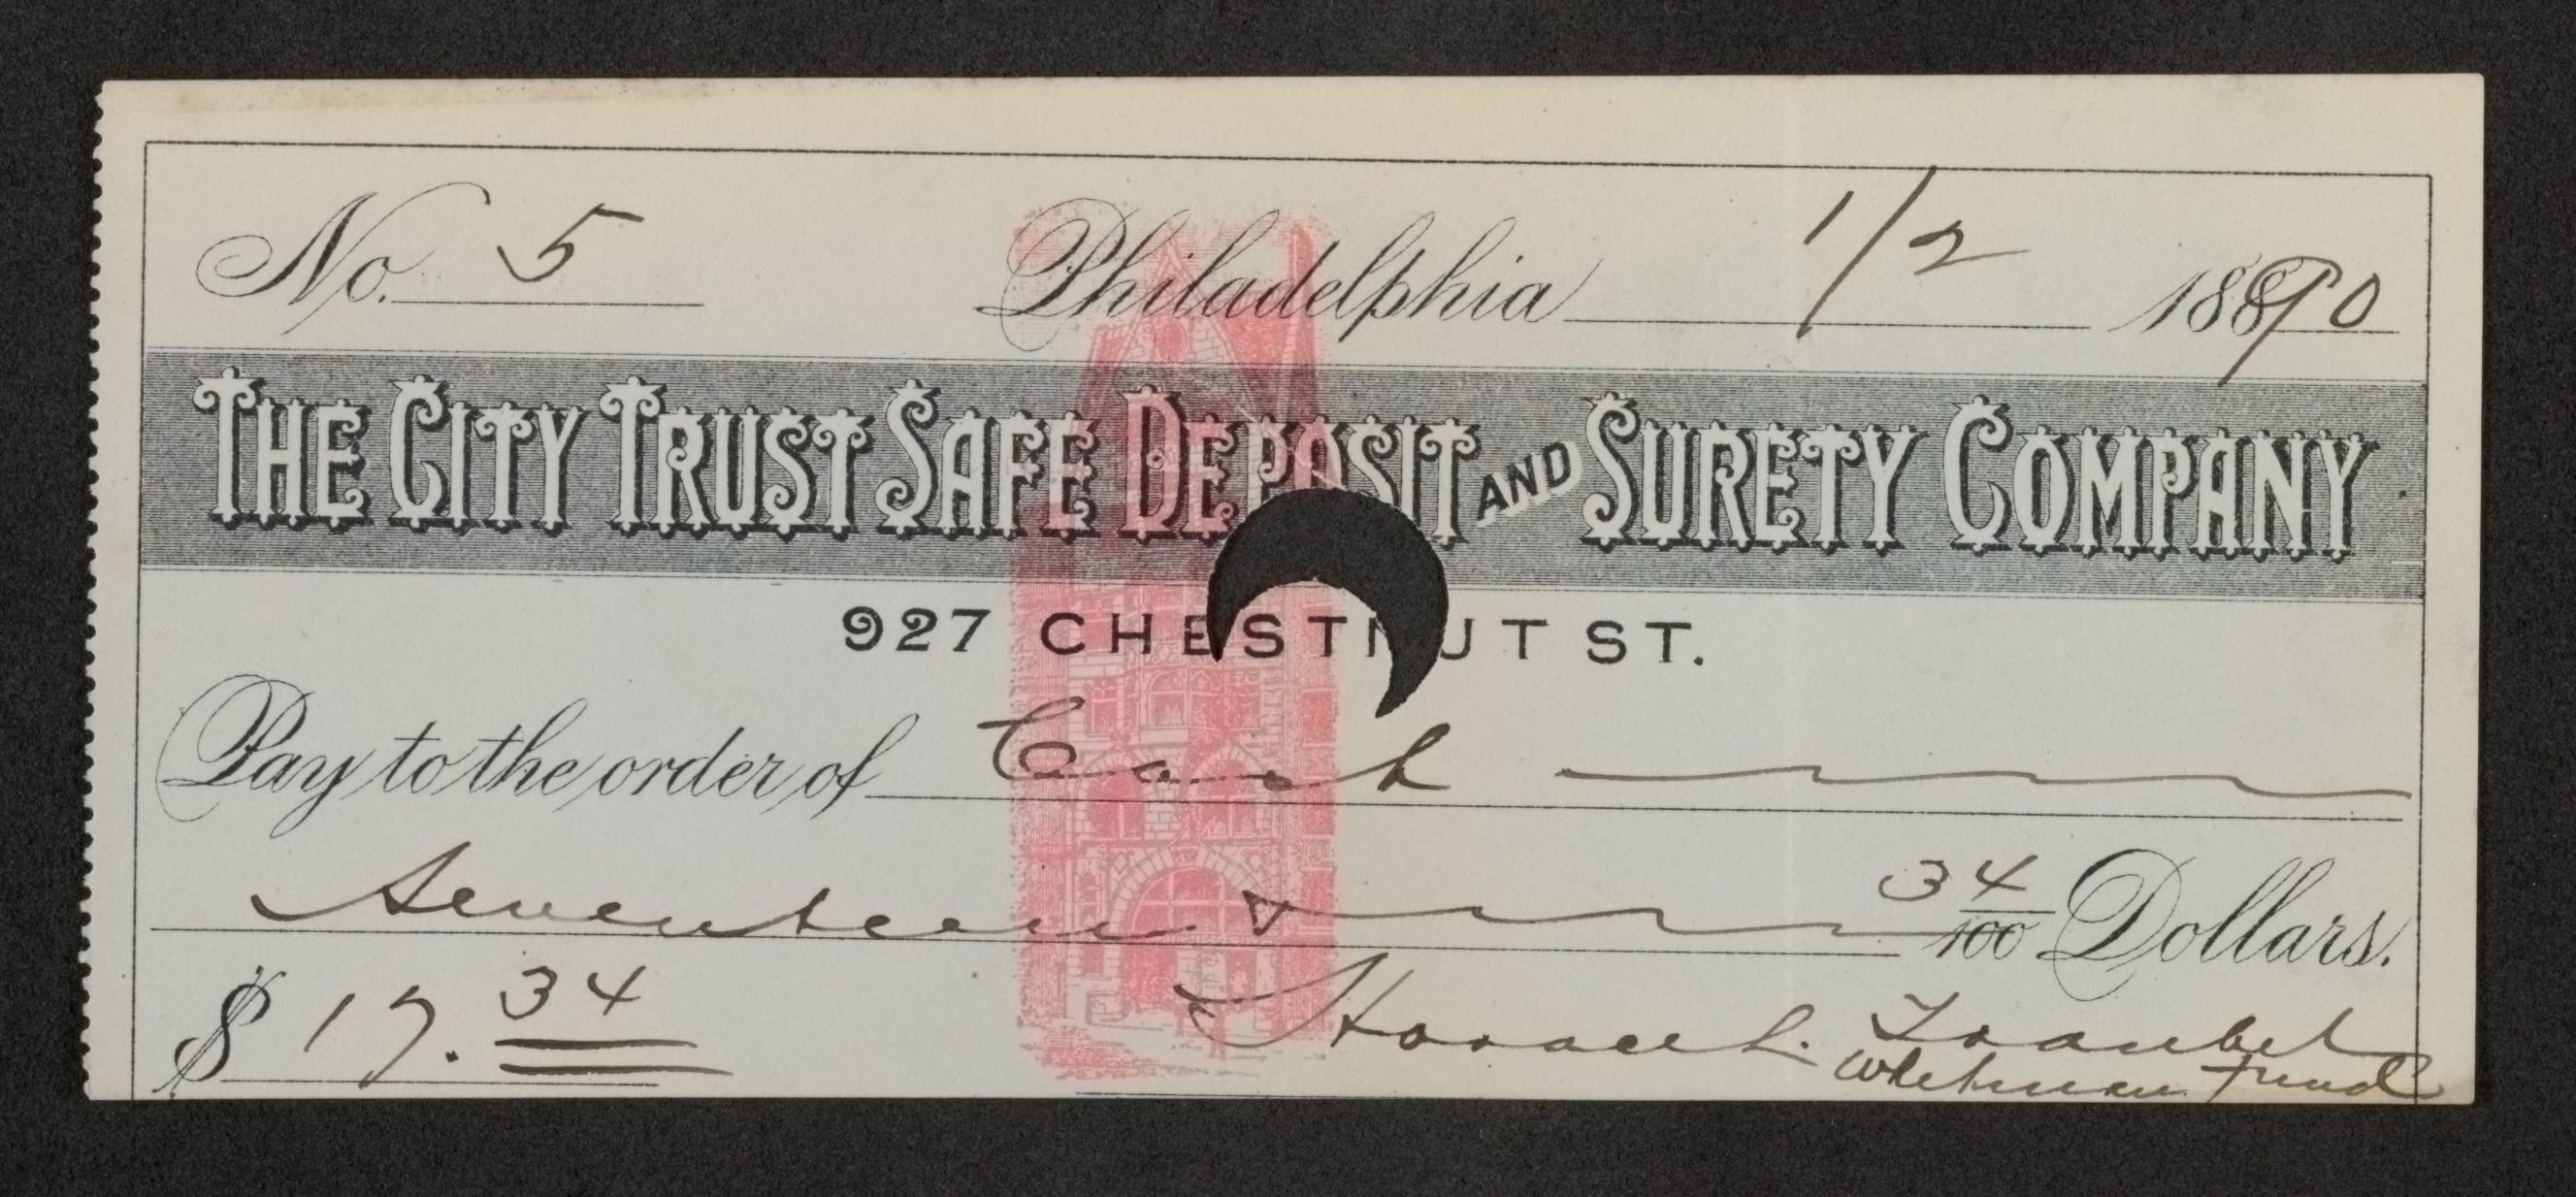 No. 5 Philadelphia 1/2 1890
THE CITY TRUST SAFE DEPOSIT AND SURETY COMPANY
927 CHESTNUT ST.
Pay to the order of Cash
Seventeen & 34/100 Dollars.
$ 17.34 Horace L. Traubel
Whitman Fund